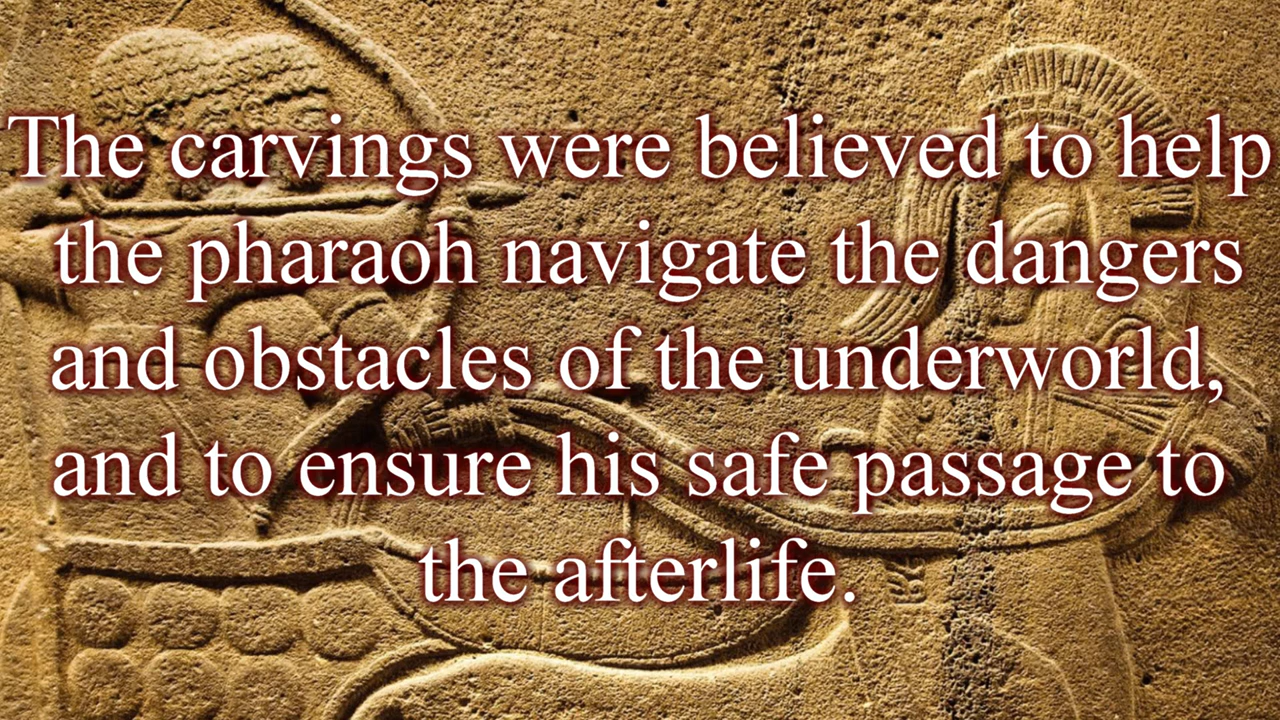 The carvings were believed to help
the pharaoh navigate the dangers
and obstacles of the underworld,
and to ensure his safe passage to
the afterlife.